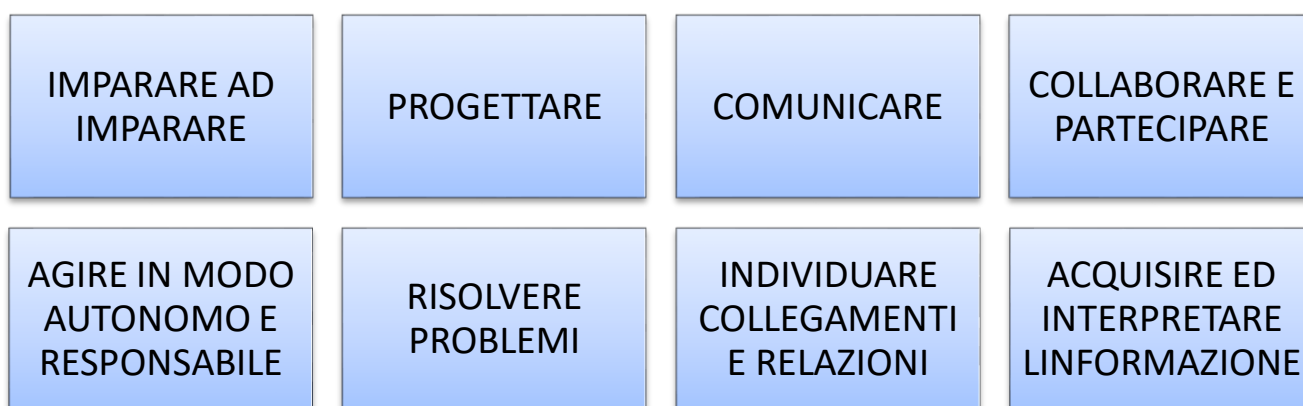 IMPARARE AD
IMPARARE
PROGETTARE
COMUNICARE
COLLABORARE E
PARTECIPARE
AGIRE IN MODO
AUTONOMO E
RESPONSABILE
RISOLVERE
PROBLEMI
INDIVIDUARE
COLLEGAMENTI
E RELAZIONI
ACQUISIRE ED
INTERPRETARE
LINFORMAZIONE